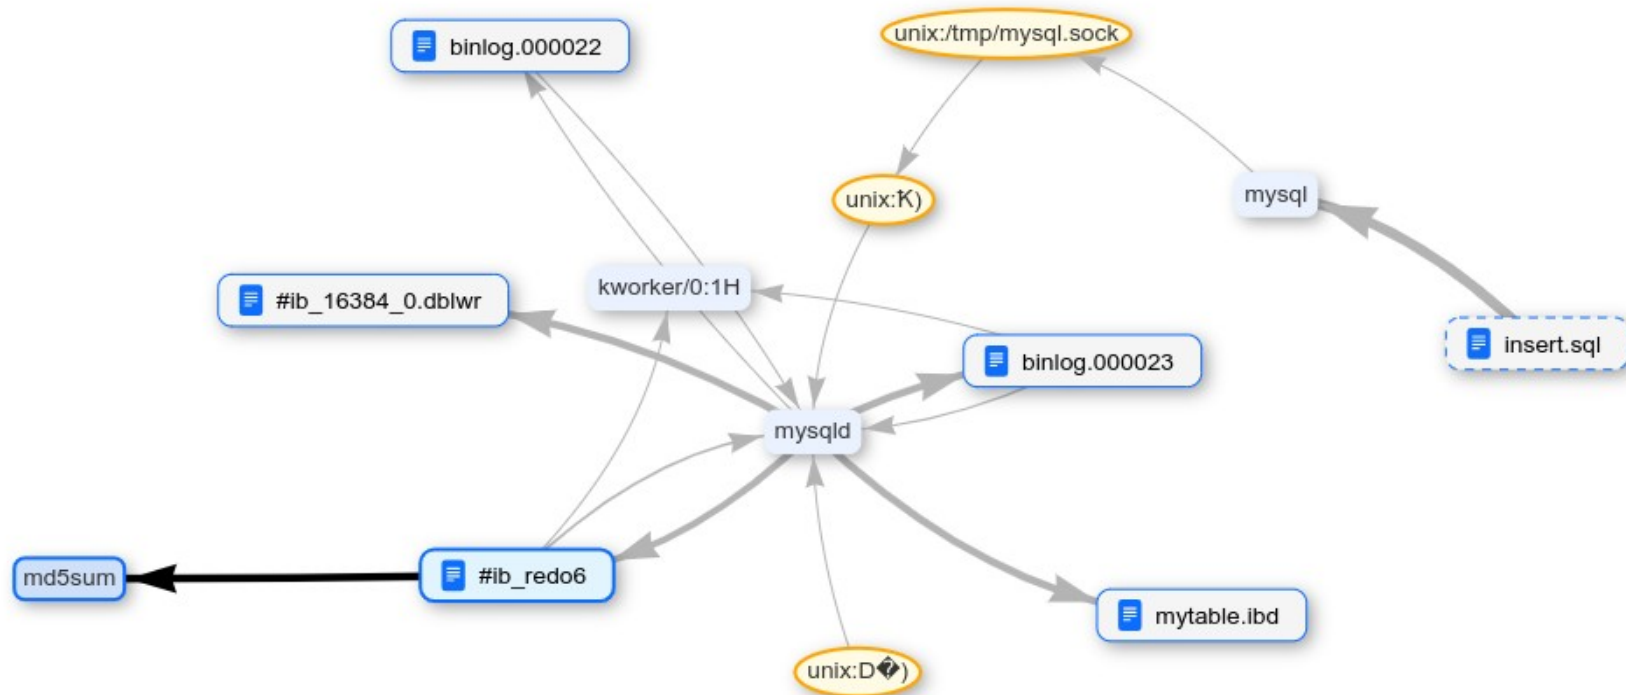 unix:/tmp/mysql.sock
binlog.000022
mysql
unix:Ҟ)
kworker/0:1H
#ib_16384_0.dblwr
insert.sql
binlog.000023
mysqld
#ib_redo6
md5sum
mytable.ibd
unix:D�)